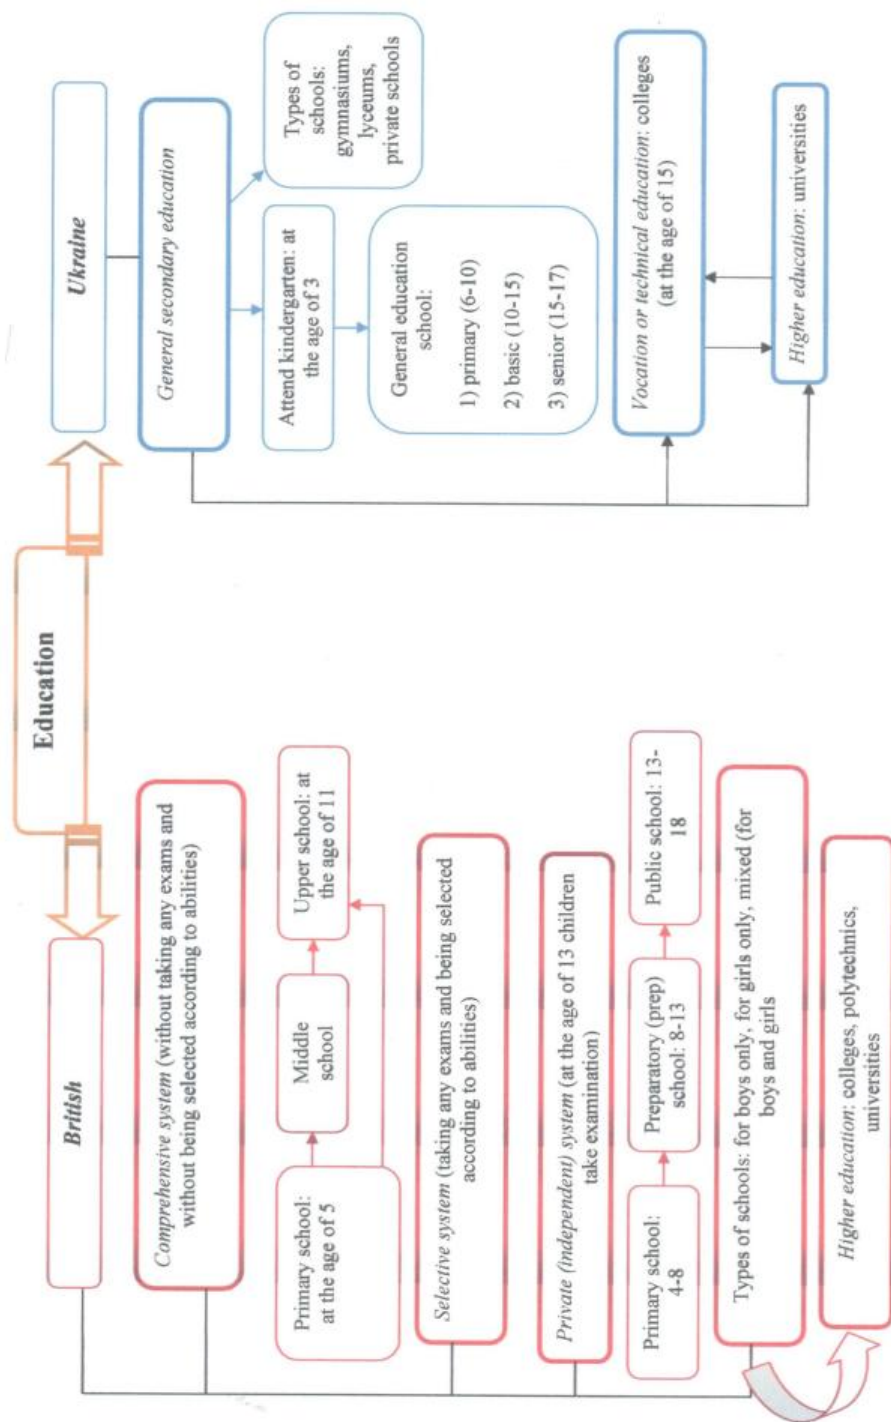 Education
British
Comprehensive system (without taking any exams and
without being selected according to abilities)
Primary school:
at the age of 5
Middle
school
Upper school: at
the age of 11
Selective system (taking any exams and being selected
according to abilities)
Private (independent) system (at the age of 13 children
take examination)
Primary school:
4-8
Preparatory (prep)
school: 8-13
Public school: 13-
18
Types of schools: for boys only, for girls only, mixed (for
boys and girls
Higher education: colleges, polytechnics,
universities
Ukraine
General secondary education
Attend kindergarten: at
the age of 3
Types of
schools:
gymnasiums,
lyceums,
private schools
General education
school:
1) primary (6-10)
2) basic (10-15)
3) senior (15-17)
Vocation or technical education: colleges
(at the age of 15)
Higher education: universities